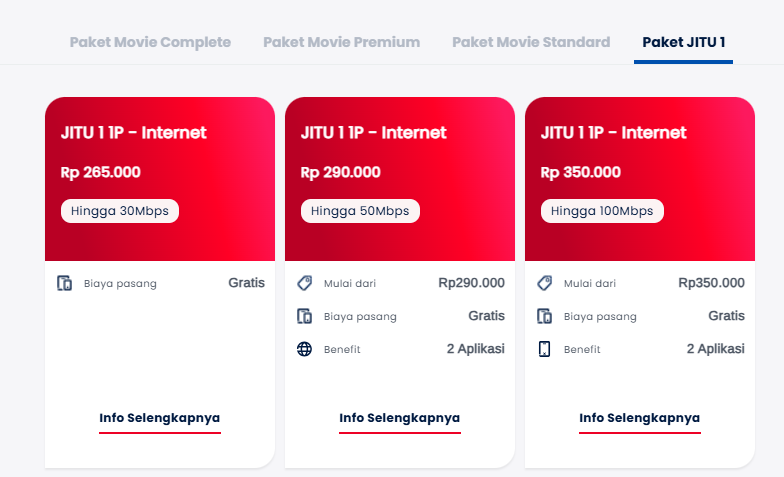 Paket Movie Complete Paket Movie Premium Paket Movie Standard Paket JITU 1
JITU 1 1P - Internet
Rp 265.000
Hingga 30Mbps
Biaya pasang Gratis
Info Selengkapnya
JITU 1 1P - Internet
Rp 290.000
Hingga 50Mbps
Mulai dari Rp290.000
Biaya pasang Gratis
Benefit 2 Aplikasi
Info Selengkapnya
JITU 1 1P - Internet
Rp 350.000
Hingga 100Mbps
Mulai dari Rp350.000
Biaya pasang Gratis
Benefit 2 Aplikasi
Info Selengkapnya